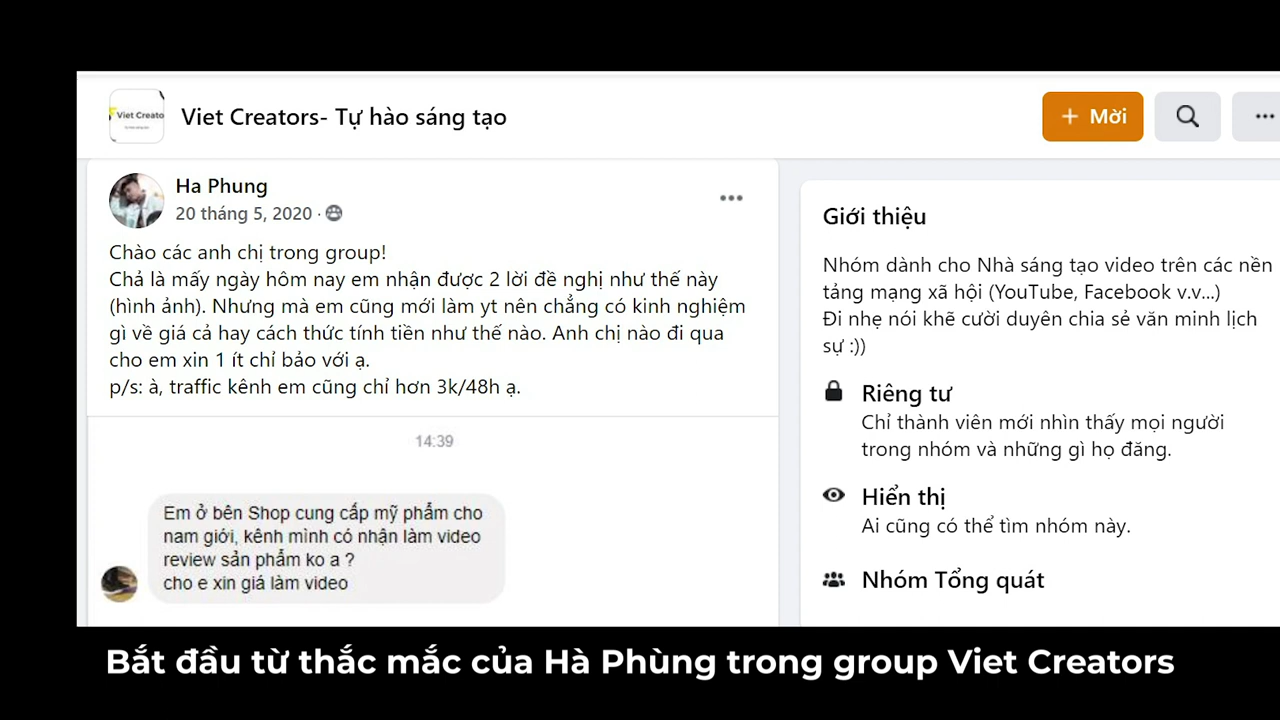 Viet Creato
Viet Creators- Tự hào sáng tạo
+ Mời
Ha Phung
20 tháng 5, 2020 ·
Chào các anh chị trong group!
Chả là mấy ngày hôm nay em nhận được 2 lời đề nghị như thế này
(hình ảnh). Nhưng mà em cũng mới làm yt nên chẳng có kinh nghiệm
gì về giá cả hay cách thức tính tiền như thế nào. Anh chị nào đi qua
cho em xin 1 ít chỉ bảo với ạ.
p/s: à, traffic kênh em cũng chỉ hơn 3k/48h ạ.
14:39
Em ở bên Shop cung cấp mỹ phẩm cho
nam giới, kênh mình có nhận làm video
review sản phẩm ko a ?
cho e xin giá làm video
Giới thiệu
Nhóm dành cho Nhà sáng tạo video trên các nền
tảng mạng xã hội (YouTube, Facebook v.v...)
Đi nhẹ nói khẽ cười duyên chia sẻ văn minh lịch
sự :))
Riêng tư
Chỉ thành viên mới nhìn thấy mọi người
trong nhóm và những gì họ đăng.
Hiển thị
Ai cũng có thể tìm nhóm này.
Nhóm Tổng quát
Bắt đầu từ thắc mắc của Hà Phùng trong group Viet Creators